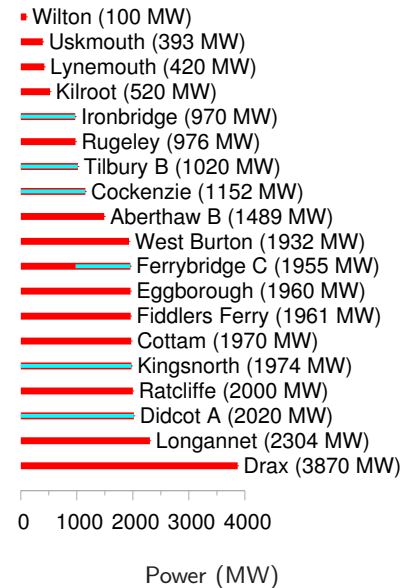 Wilton (100 MW)
Uskmouth (393 MW)
Lynemouth (420 MW)
Kilroot (520 MW)
Ironbridge (970 MW)
Rugeley (976 MW)
Tilbury B (1020 MW)
Cockenzie (1152 MW)
Aberthaw B (1489 MW)
West Burton (1932 MW)
Ferrybridge C (1955 MW)
Eggborough (1960 MW)
Fiddlers Ferry (1961 MW)
Cottam (1970 MW)
Kingsnorth (1974 MW)
Ratcliffe (2000 MW)
Didcot A (2020 MW)
Longannet (2304 MW)
Drax (3870 MW)
0 1000 2000 3000 4000
Power (MW)